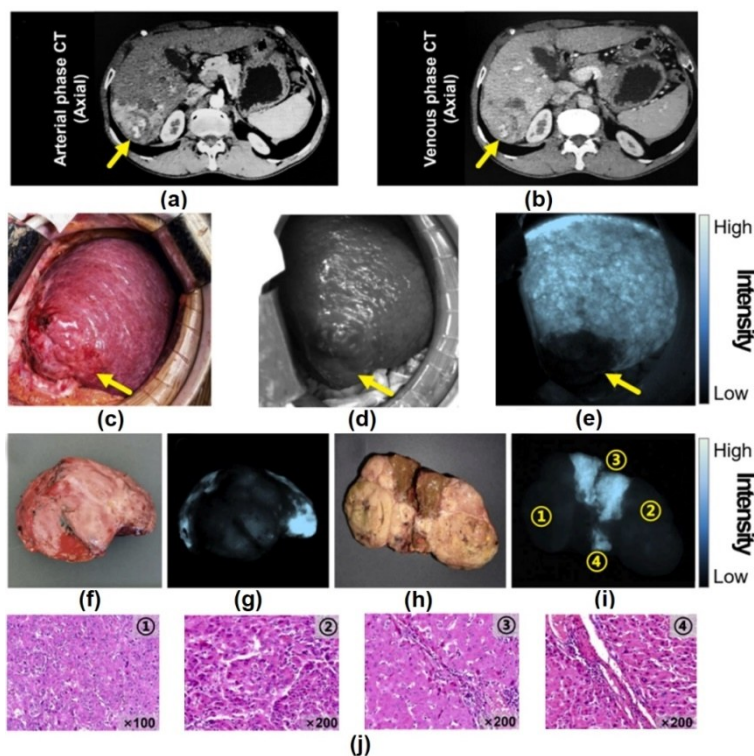 Arterial phase CT
(Axial)
Venous phase CT
(Axial)
(a)
(b)
High
Intensity
Low
(c)
(d)
(e)
High
Intensity
Low
③
①
②
④
(f)
(g)
(h)
(i)
①
×100
②
×200
③
×200
④
×200
(j)